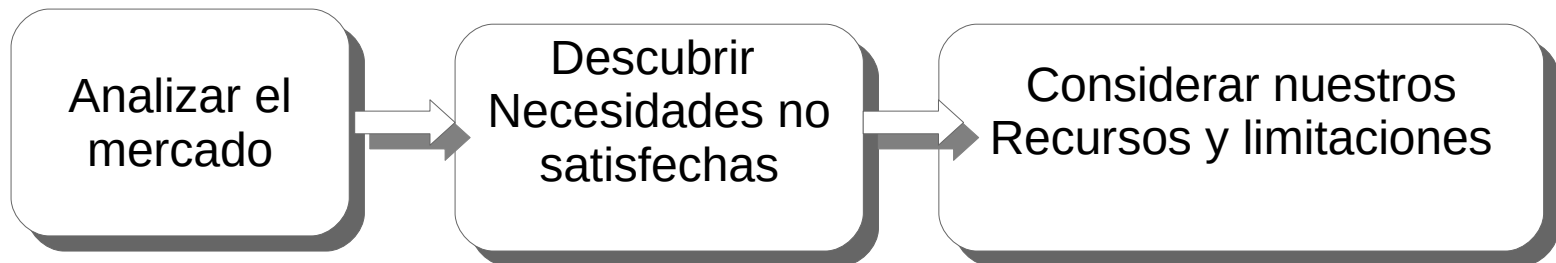 Analizar el
mercado
Descubrir
Necesidades no
satisfechas
Considerar nuestros
Recursos y limitaciones